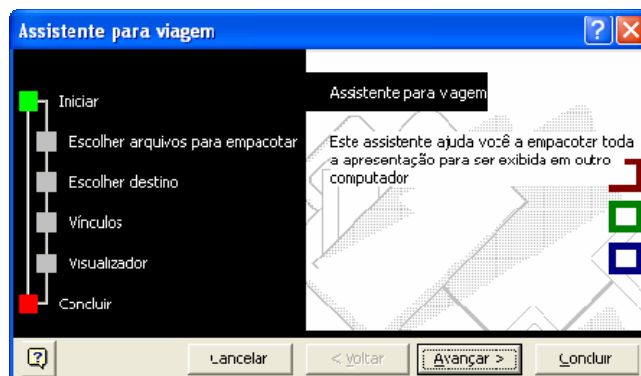 Assistente para viagem
Iniciar
Escolher arquivos para empacotar
Escolher destino
Vínculos
Visualizador
Concluir
Assistente para viagem
Este assistente ajuda você a empacotar toda
a apresentação para ser exibida em outro
computador
Cancelar
< Voltar
Avançar >
Concluir